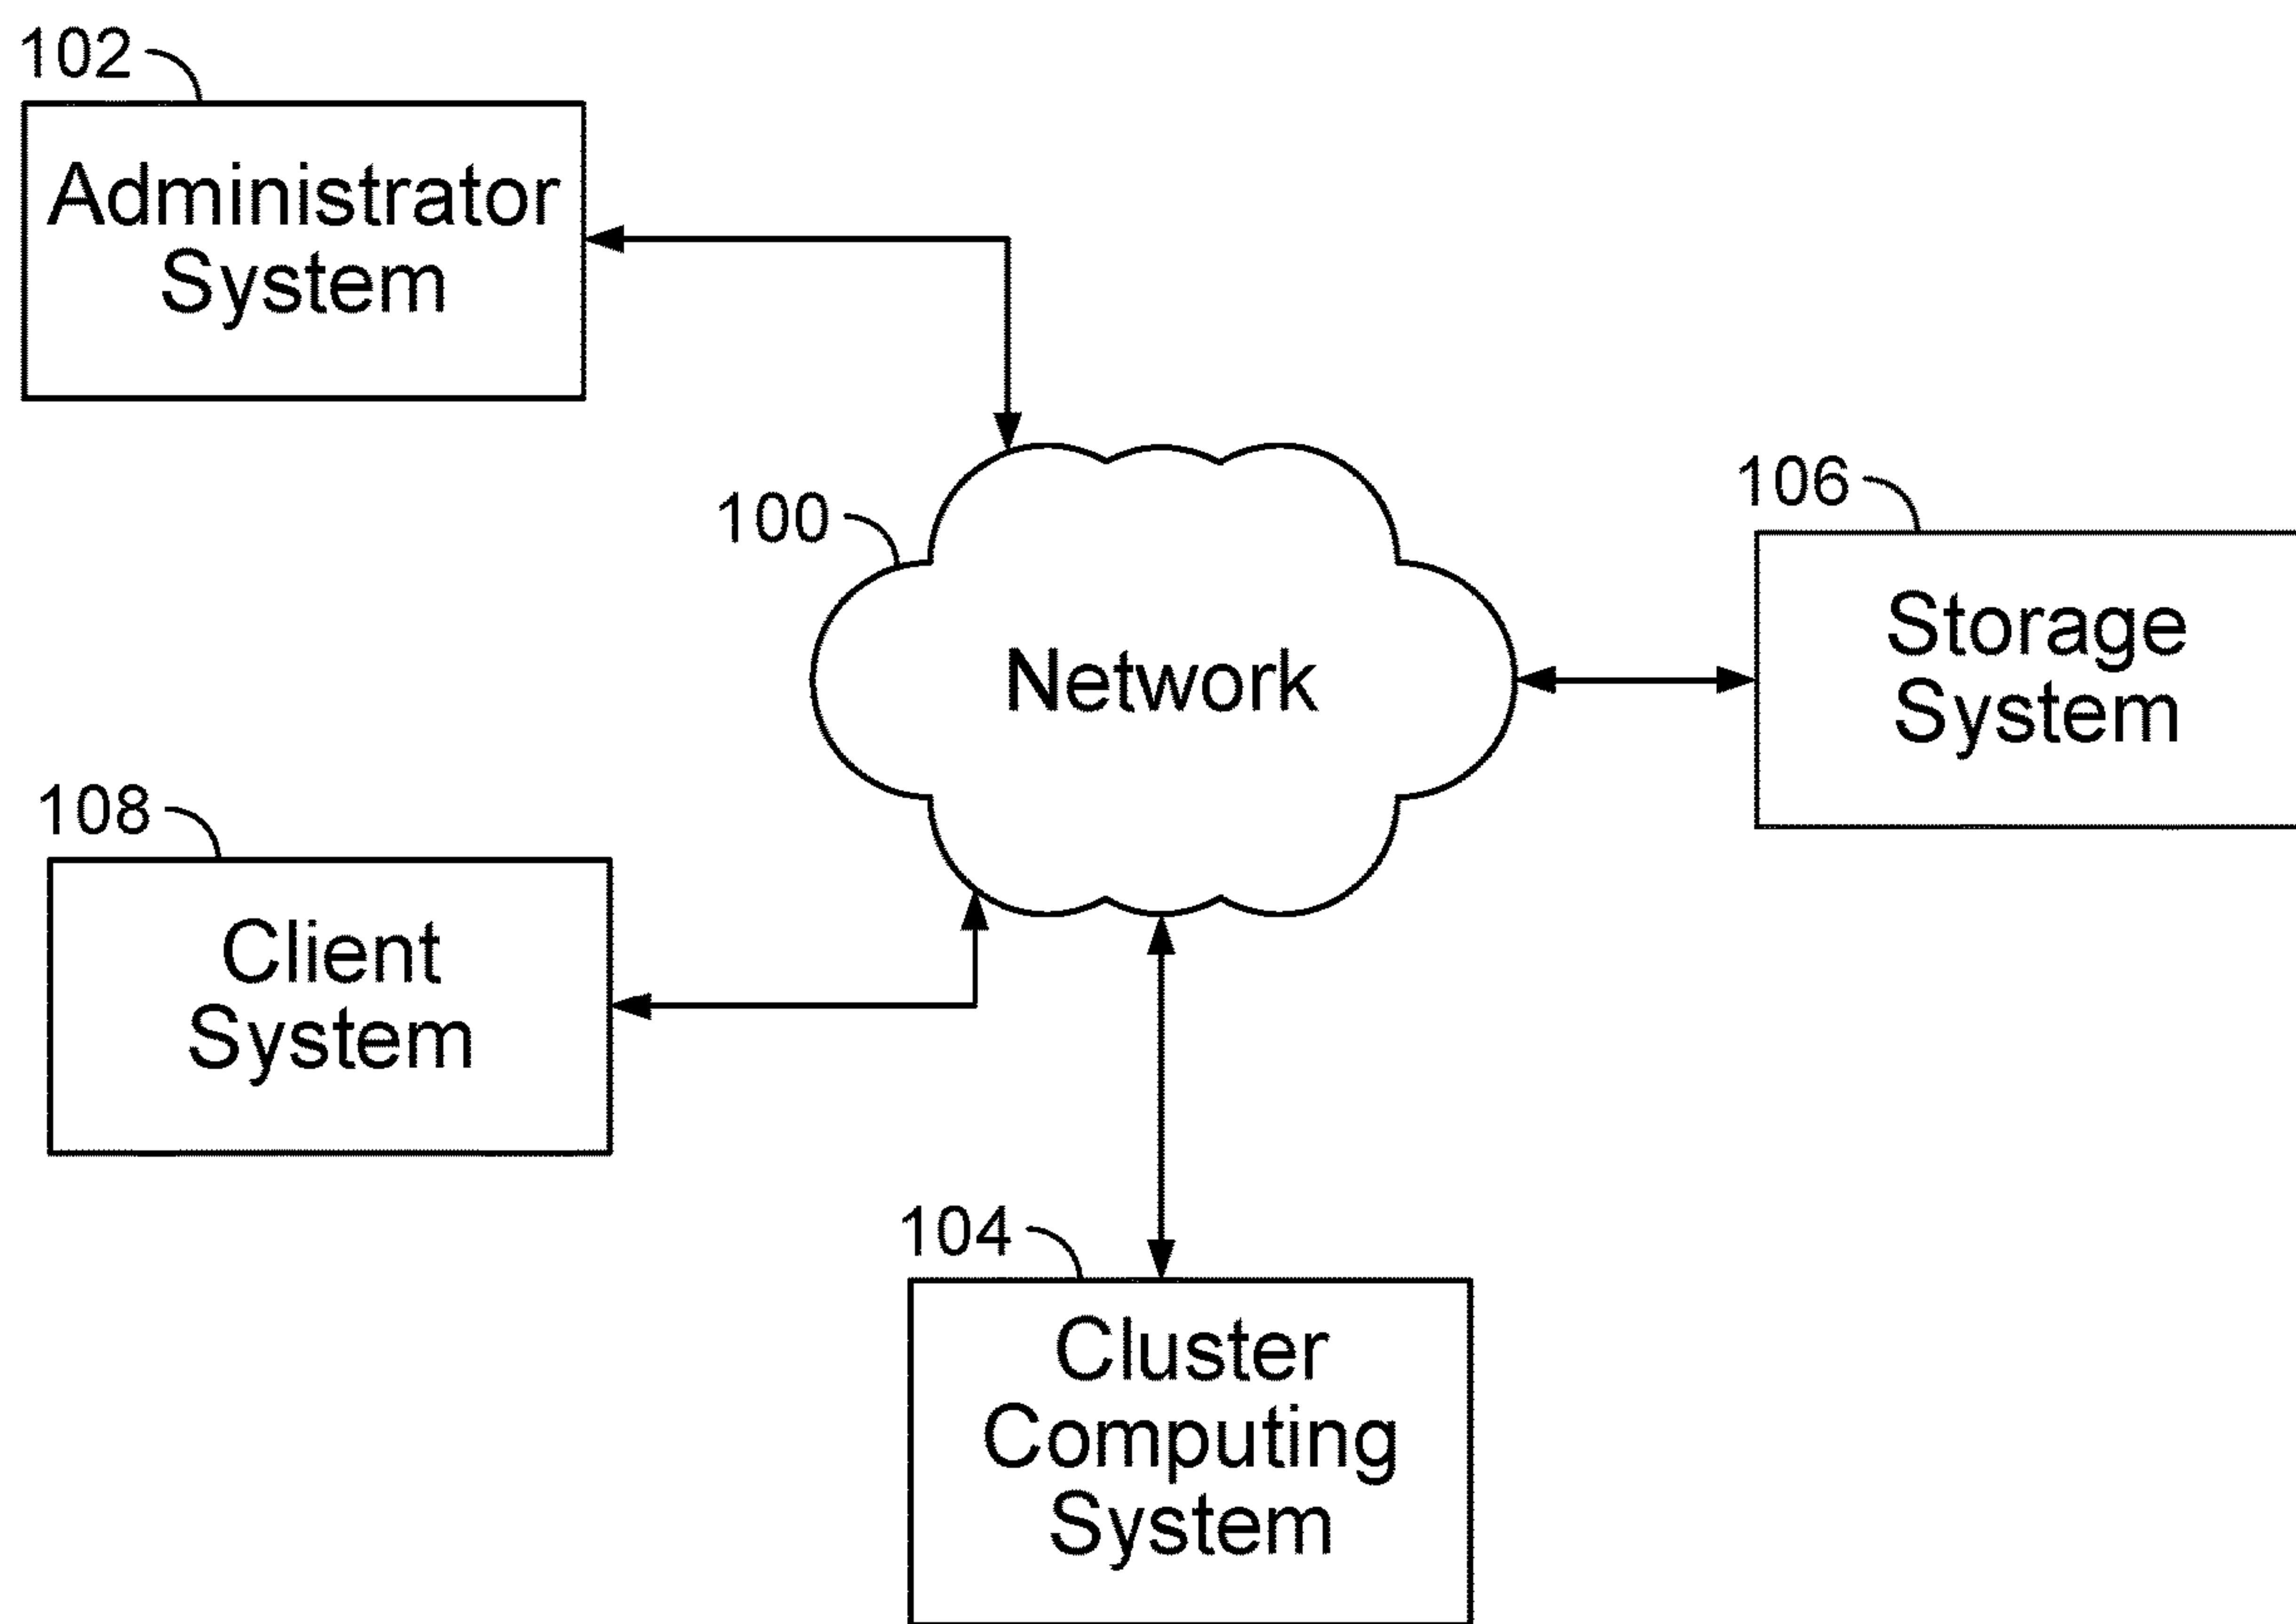 102
Administrator
System
100
Network
106
Storage
System
108
Client
System
104
Cluster
Computing
System